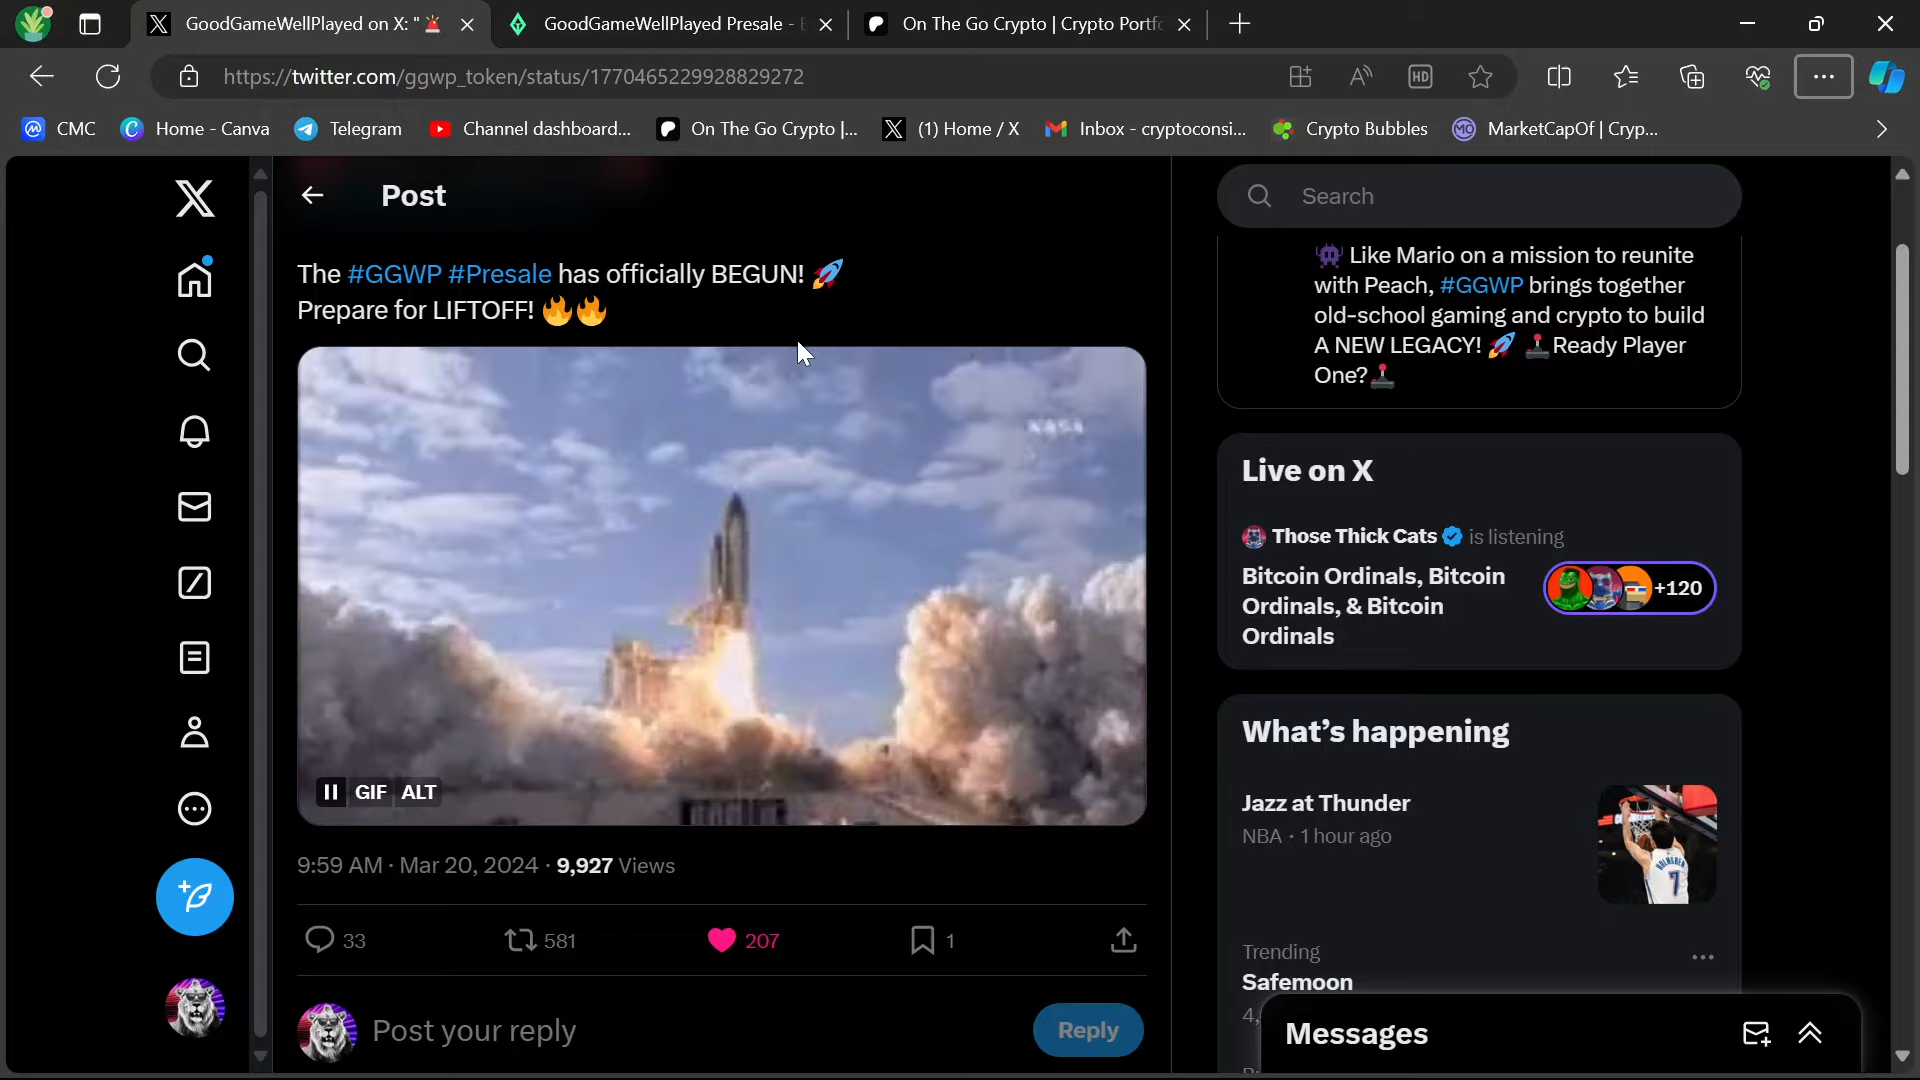 GoodGameWellPlayed on X: "
GoodGameWellPlayed Presale -
On The Go Crypto | Crypto Portf
https://twitter.com/ggwp_token/status/1770465229928829272
HD
CMC
Home - Canva
Telegram
Channel dashboard...
On The Go Crypto |...
(1) Home / X
Inbox - cryptoconsi...
Crypto Bubbles
MarketCapOf | Cryp...
Post
The #GGWP #Presale has officially BEGUN! 🚀
Prepare for LIFTOFF! 🔥🔥
NASA
GIF ALT
9:59 AM · Mar 20, 2024 · 9,927 Views
33
581
207
1
Post your reply
Reply
Search
👾 Like Mario on a mission to reunite
with Peach, #GGWP brings together
old-school gaming and crypto to build
A NEW LEGACY! 🚀 🕹️Ready Player
One?🕹️
Live on X
Those Thick Cats is listening
Bitcoin Ordinals, Bitcoin
Ordinals, & Bitcoin
Ordinals
+120
What's happening
Jazz at Thunder
NBA · 1 hour ago
HOLMGREN
7
Trending
Safemoon
4,
Messages